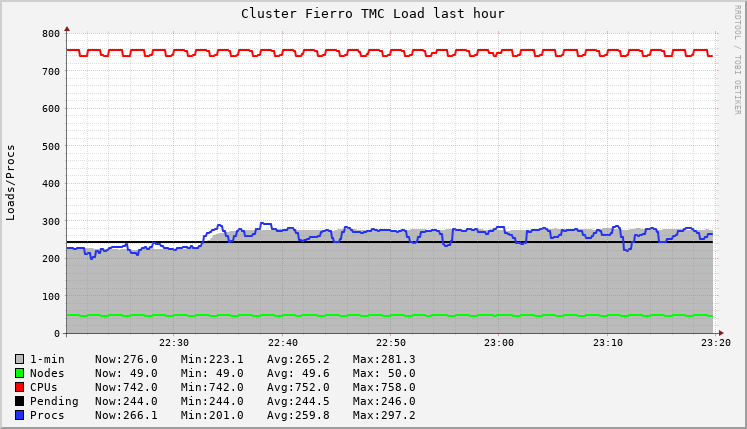 Cluster Fierro TMC Load last hour
RRDTOOL / TOBI OETIKER
Loads/Procs
800
700
600
500
400
300
200
100
0
22:30 22:40 22:50 23:00 23:10 23:20
1-min Now:276.0 Min:223.1 Avg:265.2 Max:281.3
Nodes Now: 49.0 Min: 49.0 Avg: 49.6 Max: 50.0
CPUs Now:742.0 Min:742.0 Avg:752.0 Max:758.0
Pending Now:244.0 Min:244.0 Avg:244.5 Max:246.0
Procs Now:266.1 Min:201.0 Avg:259.8 Max:297.2